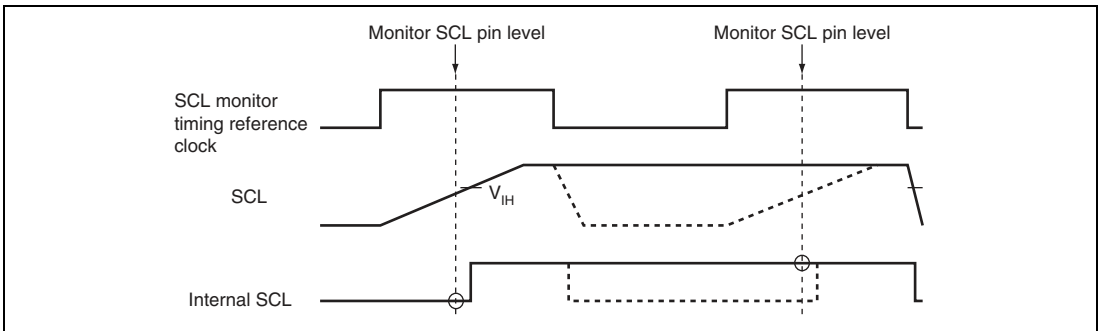 Monitor SCL pin level
Monitor SCL pin level
SCL monitor
timing reference
clock
SCL
VIH
Internal SCL